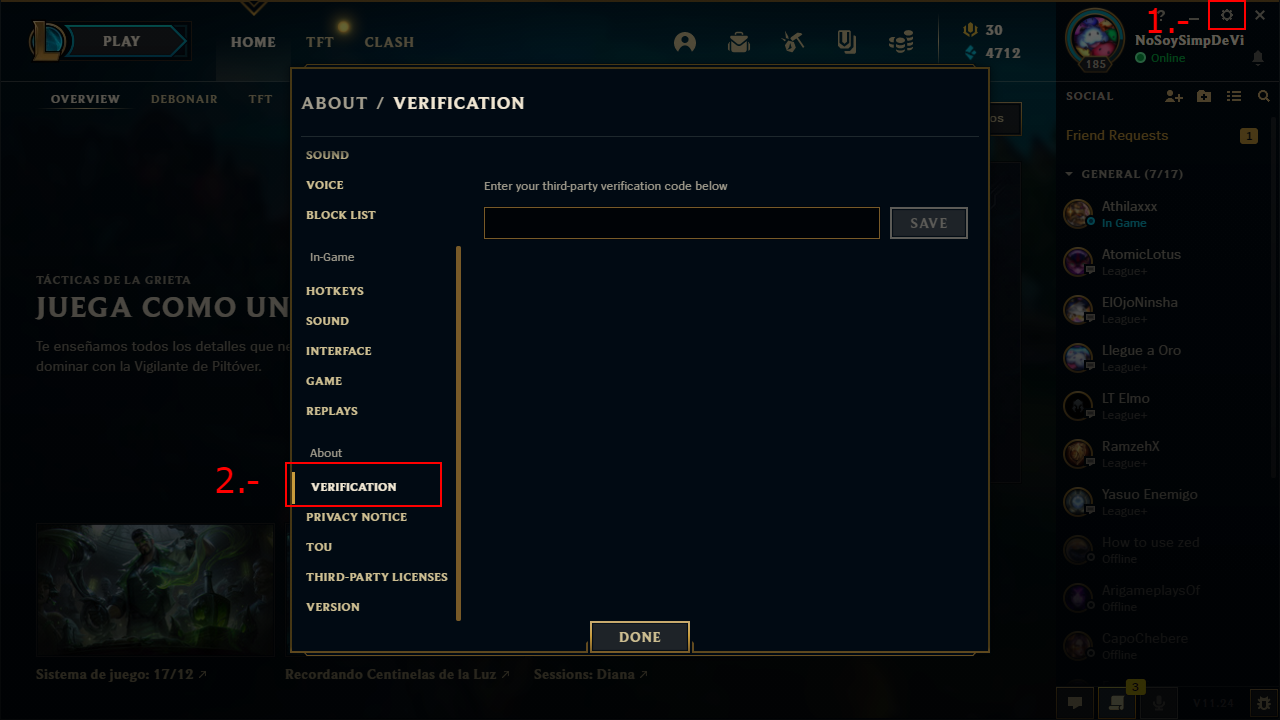 PLAY
HOME
TFT
CLASH
30
4712
1.-
?
NoSoySimpDeVi
Online
185
OVERVIEW
DEBONAIR
TFT
os
SOCIAL
Friend Requests
1
GENERAL (7/17)
Athilaxxx
In Game
AtomicLotus
League+
ElOjoNinsha
League+
Llegue a Oro
League+
LT Elmo
League+
RamzehX
League+
Yasuo Enemigo
League+
How to use zed
Offline
ArigameplaysOf
Offline
CapoChebere
Offline
3
V11.24
TÁCTICAS DE LA GRIETA
JUEGA COMO UN
Te enseñamos todos los detalles que ne
dominar con la Vigilante de Piltóver.
ABOUT / VERIFICATION
SOUND
VOICE
BLOCK LIST
In-Game
HOTKEYS
SOUND
INTERFACE
GAME
REPLAYS
About
2.-
VERIFICATION
PRIVACY NOTICE
TOU
THIRD-PARTY LICENSES
VERSION
Enter your third-party verification code below
SAVE
DONE
Sistema de juego: 17/12
Recordando Centinelas de la Luz
Sessions: Diana